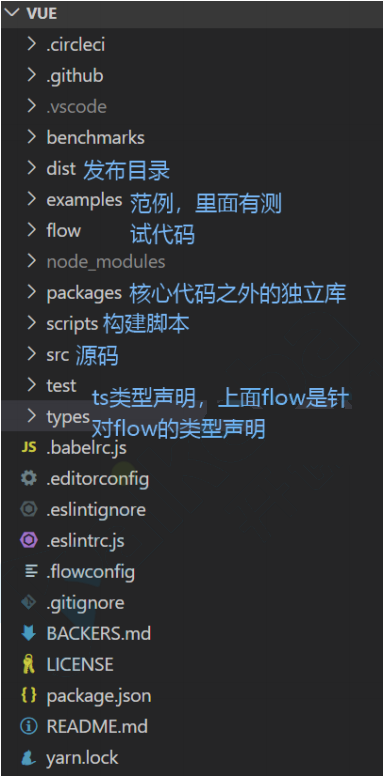 VUE
.circleci
.github
.vscode
benchmarks
dist 发布目录
examples 范例，里面有测
flow 试代码
node_modules
packages 核心代码之外的独立库
scripts 构建脚本
src 源码
test ts类型声明，上面flow是针
types 对flow的类型声明
JS .babelrc.js
.editorconfig
.eslintignore
.eslintrc.js
.flowconfig
.gitignore
BACKERS.md
LICENSE
{} package.json
README.md
yarn.lock